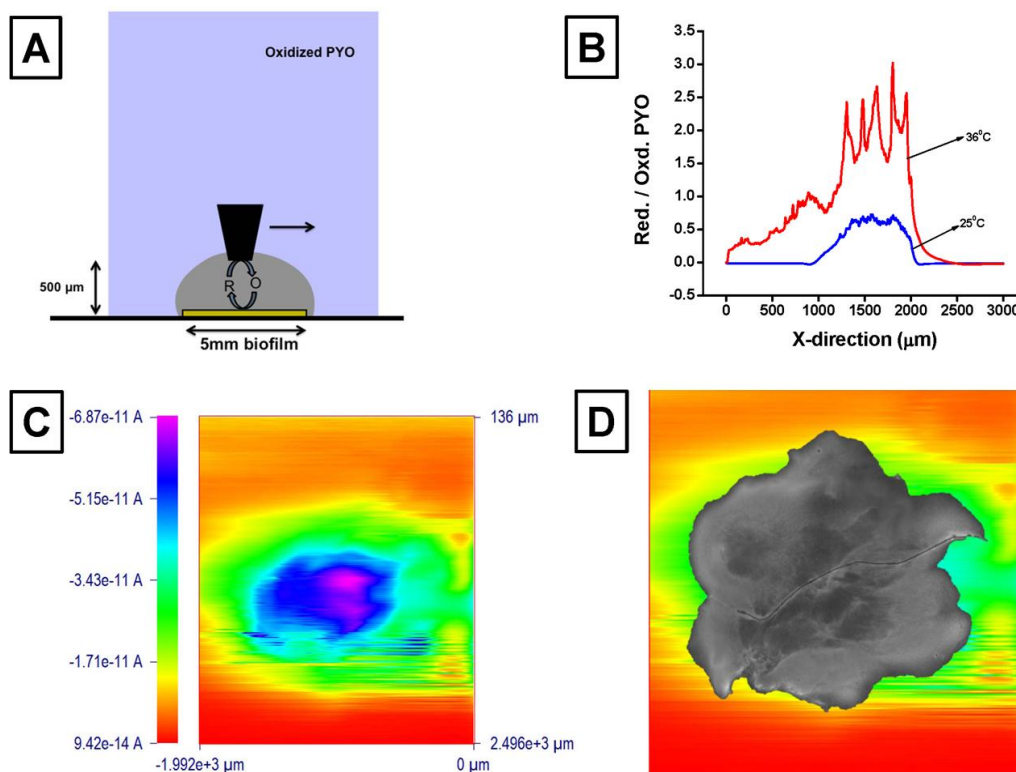 A
Oxidized PYO
R
O
500 µm
5mm biofilm
B
Red. / Oxd. PYO
3.5
3.0
2.5
2.0
1.5
1.0
0.5
0.0
-0.5
36⁰C
25⁰C
0 500 1000 1500 2000 2500 3000
X-direction (µm)
C
-6.87e-11 A
-5.15e-11 A
-3.43e-11 A
-1.71e-11 A
9.42e-14 A
136 µm
2.496e+3 µm
-1.992e+3 µm 0 µm
D